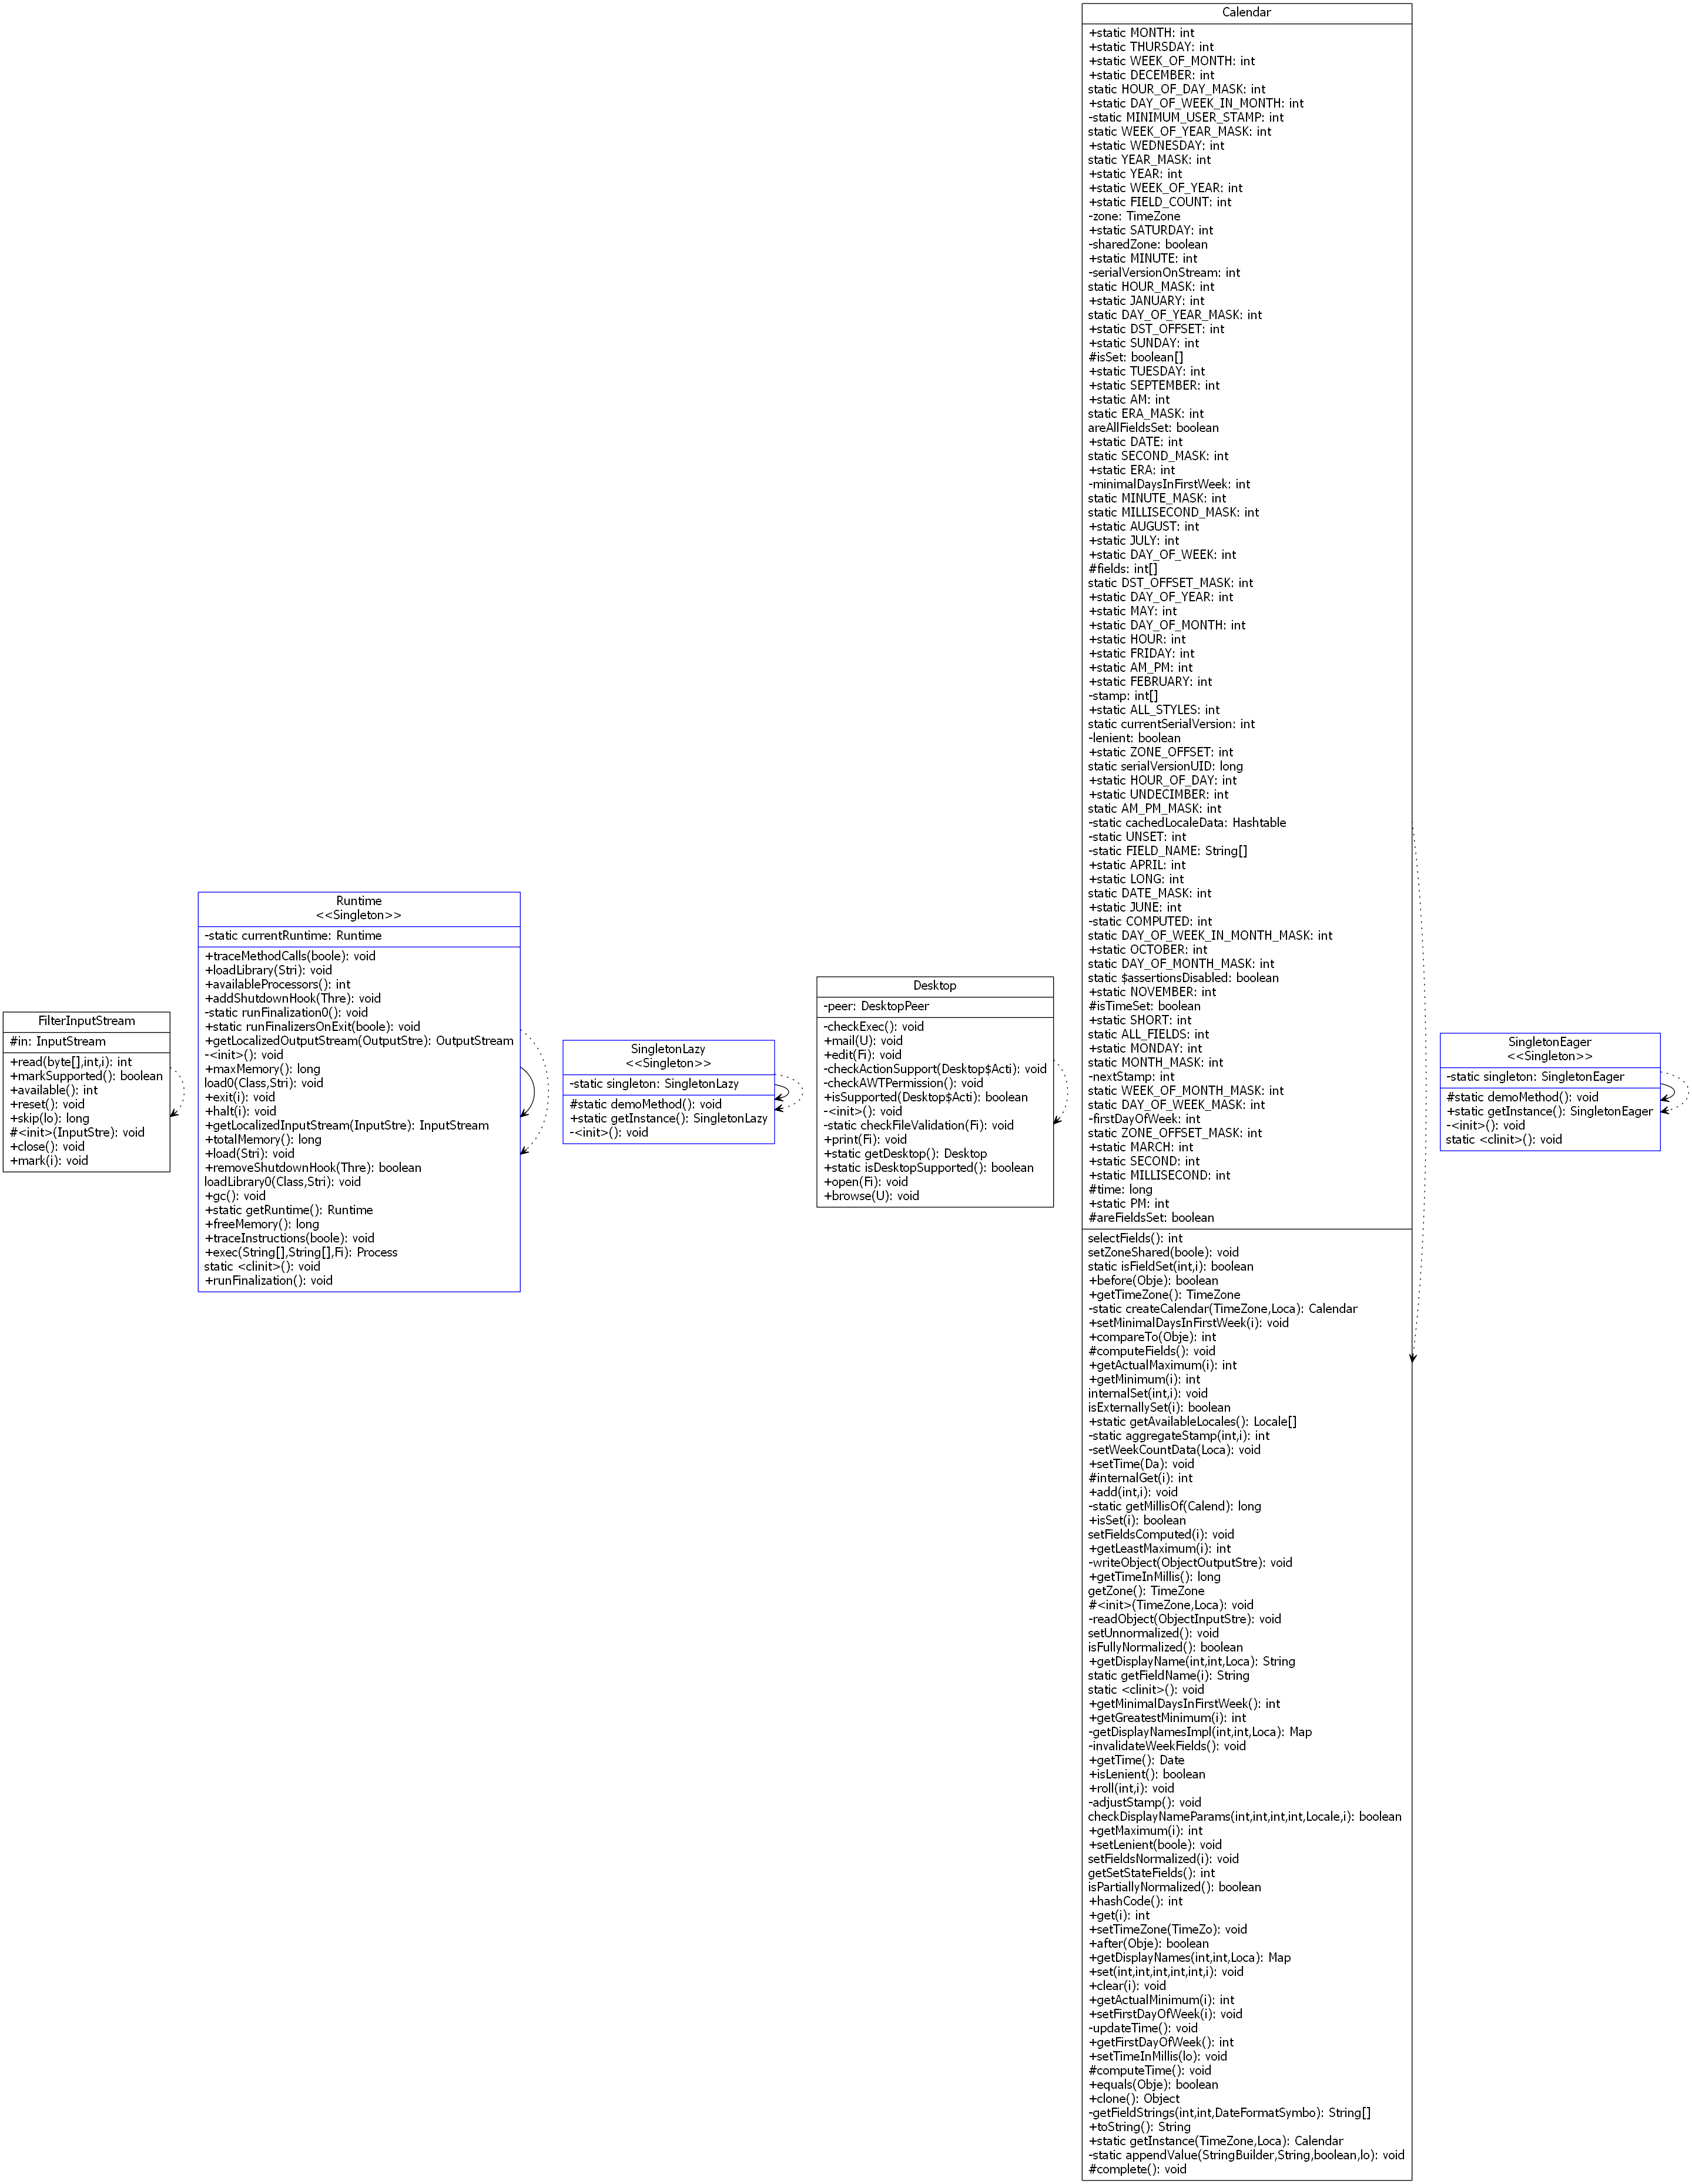 FilterInputStream
#in: InputStream
+read(byte[],int,i): int
+markSupported(): boolean
+available(): int
+reset(): void
+skip(lo): long
#<init>(InputStre): void
+close(): void
+mark(i): void
Runtime
<<Singleton>>
-static currentRuntime: Runtime
+traceMethodCalls(boole): void
+loadLibrary(Stri): void
+availableProcessors(): int
+addShutdownHook(Thre): void
-static runFinalization0(): void
+static runFinalizersOnExit(boole): void
+getLocalizedOutputStream(OutputStre): OutputStream
-<init>(): void
+maxMemory(): long
load0(Class,Stri): void
+exit(i): void
+halt(i): void
+getLocalizedInputStream(InputStre): InputStream
+totalMemory(): long
+load(Stri): void
+removeShutdownHook(Thre): boolean
loadLibrary0(Class,Stri): void
+gc(): void
+static getRuntime(): Runtime
+freeMemory(): long
+traceInstructions(boole): void
+exec(String[],String[],Fi): Process
static <clinit>(): void
+runFinalization(): void
SingletonLazy
<<Singleton>>
-static singleton: SingletonLazy
#static demoMethod(): void
+static getInstance(): SingletonLazy
-<init>(): void
Desktop
-peer: DesktopPeer
-checkExec(): void
+mail(U): void
+edit(Fi): void
-checkActionSupport(Desktop$Acti): void
-checkAWTPermission(): void
+isSupported(Desktop$Acti): boolean
-<init>(): void
-static checkFileValidation(Fi): void
+print(Fi): void
+static getDesktop(): Desktop
+static isDesktopSupported(): boolean
+open(Fi): void
+browse(U): void
Calendar
+static MONTH: int
+static THURSDAY: int
+static WEEK_OF_MONTH: int
+static DECEMBER: int
static HOUR_OF_DAY_MASK: int
+static DAY_OF_WEEK_IN_MONTH: int
-static MINIMUM_USER_STAMP: int
static WEEK_OF_YEAR_MASK: int
+static WEDNESDAY: int
static YEAR_MASK: int
+static YEAR: int
+static WEEK_OF_YEAR: int
+static FIELD_COUNT: int
-zone: TimeZone
+static SATURDAY: int
-sharedZone: boolean
+static MINUTE: int
-serialVersionOnStream: int
static HOUR_MASK: int
+static JANUARY: int
static DAY_OF_YEAR_MASK: int
+static DST_OFFSET: int
+static SUNDAY: int
#isSet: boolean[]
+static TUESDAY: int
+static SEPTEMBER: int
+static AM: int
static ERA_MASK: int
areAllFieldsSet: boolean
+static DATE: int
static SECOND_MASK: int
+static ERA: int
-minimalDaysInFirstWeek: int
static MINUTE_MASK: int
static MILLISECOND_MASK: int
+static AUGUST: int
+static JULY: int
+static DAY_OF_WEEK: int
#fields: int[]
static DST_OFFSET_MASK: int
+static DAY_OF_YEAR: int
+static MAY: int
+static DAY_OF_MONTH: int
+static HOUR: int
+static FRIDAY: int
+static AM_PM: int
+static FEBRUARY: int
-stamp: int[]
+static ALL_STYLES: int
static currentSerialVersion: int
-lenient: boolean
+static ZONE_OFFSET: int
static serialVersionUID: long
+static HOUR_OF_DAY: int
+static UNDECIMBER: int
static AM_PM_MASK: int
-static cachedLocaleData: Hashtable
-static UNSET: int
-static FIELD_NAME: String[]
+static APRIL: int
+static LONG: int
static DATE_MASK: int
+static JUNE: int
-static COMPUTED: int
static DAY_OF_WEEK_IN_MONTH_MASK: int
+static OCTOBER: int
static DAY_OF_MONTH_MASK: int
static $assertionsDisabled: boolean
+static NOVEMBER: int
#isTimeSet: boolean
+static SHORT: int
static ALL_FIELDS: int
+static MONDAY: int
static MONTH_MASK: int
-nextStamp: int
static WEEK_OF_MONTH_MASK: int
static DAY_OF_WEEK_MASK: int
-firstDayOfWeek: int
static ZONE_OFFSET_MASK: int
+static MARCH: int
+static SECOND: int
+static MILLISECOND: int
#time: long
+static PM: int
#areFieldsSet: boolean
selectFields(): int
setZoneShared(boole): void
static isFieldSet(int,i): boolean
+before(Obje): boolean
+getTimeZone(): TimeZone
-static createCalendar(TimeZone,Loca): Calendar
+setMinimalDaysInFirstWeek(i): void
+compareTo(Obje): int
#computeFields(): void
+getActualMaximum(i): int
+getMinimum(i): int
internalSet(int,i): void
isExternallySet(i): boolean
+static getAvailableLocales(): Locale[]
-static aggregateStamp(int,i): int
-setWeekCountData(Loca): void
+setTime(Da): void
#internalGet(i): int
+add(int,i): void
-static getMillisOf(Calend): long
+isSet(i): boolean
setFieldsComputed(i): void
+getLeastMaximum(i): int
-writeObject(ObjectOutputStre): void
+getTimeInMillis(): long
getZone(): TimeZone
#<init>(TimeZone,Loca): void
-readObject(ObjectInputStre): void
setUnnormalized(): void
isFullyNormalized(): boolean
+getDisplayName(int,int,Loca): String
static getFieldName(i): String
static <clinit>(): void
+getMinimalDaysInFirstWeek(): int
+getGreatestMinimum(i): int
-getDisplayNamesImpl(int,int,Loca): Map
-invalidateWeekFields(): void
+getTime(): Date
+isLenient(): boolean
+roll(int,i): void
-adjustStamp(): void
checkDisplayNameParams(int,int,int,int,Locale,i): boolean
+getMaximum(i): int
+setLenient(boole): void
setFieldsNormalized(i): void
getSetStateFields(): int
isPartiallyNormalized(): boolean
+hashCode(): int
+get(i): int
+setTimeZone(TimeZo): void
+after(Obje): boolean
+getDisplayNames(int,int,Loca): Map
+set(int,int,int,int,int,i): void
+clear(i): void
+getActualMinimum(i): int
+setFirstDayOfWeek(i): void
-updateTime(): void
+getFirstDayOfWeek(): int
+setTimeInMillis(lo): void
#computeTime(): void
+equals(Obje): boolean
+clone(): Object
-getFieldStrings(int,int,DateFormatSymbo): String[]
+toString(): String
+static getInstance(TimeZone,Loca): Calendar
-static appendValue(StringBuilder,String,boolean,lo): void
#complete(): void
SingletonEager
<<Singleton>>
-static singleton: SingletonEager
#static demoMethod(): void
+static getInstance(): SingletonEager
-<init>(): void
static <clinit>(): void